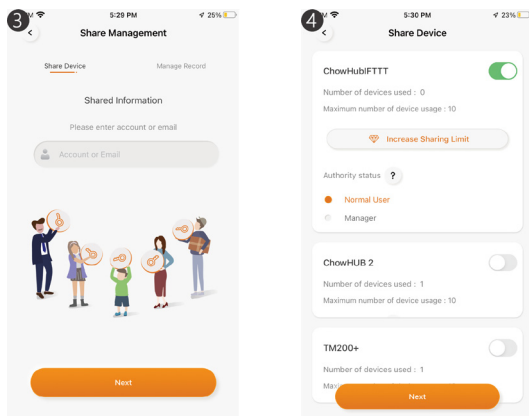 3
M
5:29 PM
25%
Share Management
Share Device
Manage Record
Shared Information
Please enter account or email
Account or Email
Next
4
M
5:30 PM
23%
Share Device
ChowHubIFTTT
Number of devices used : 0
Maximum number of device usage : 10
Increase Sharing Limit
Authority status ?
Normal User
Manager
ChowHUB 2
Number of devices used : 1
Maximum number of device usage : 10
TM200+
Number of devices used : 1
Next